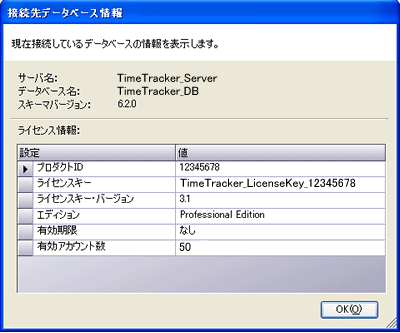 接続先データベース情報
現在接続しているデータベースの情報を表示します。
サーバ名: TimeTracker_Server
データベース名: TimeTracker_DB
スキーマバージョン: 6.2.0
ライセンス情報:
設定 値
プロダクトID 12345678
ライセンスキー TimeTracker_LicenseKey_12345678
ライセンスキー・バージョン 3.1
エディション Professional Edition
有効期限 なし
有効アカウント数 50
OK(O)